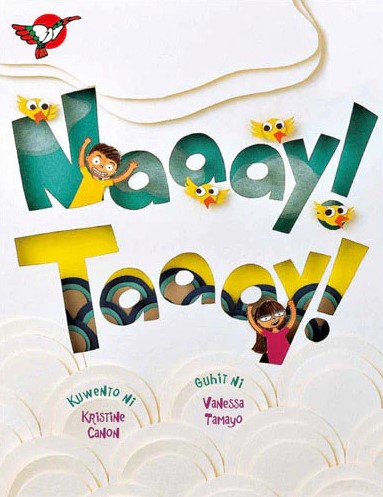 Naaay!
Taaay!
Kuwento ni
Kristine
Canon
Guhit ni
Vanessa
Tamayo